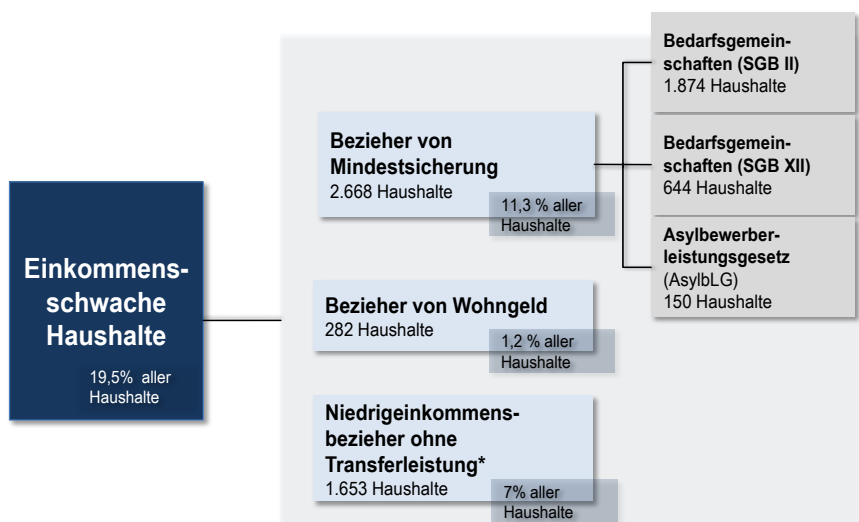 Einkommens-
schwache
Haushalte
19,5% aller
Haushalte
Bezieher von
Mindestsicherung
2.668 Haushalte
11,3 % aller
Haushalte
Bezieher von Wohngeld
282 Haushalte
1,2 % aller
Haushalte
Niedrigeinkommens-
bezieher ohne
Transferleistung*
1.653 Haushalte
7% aller
Haushalte
Bedarfsgemein-
schaften (SGB II)
1.874 Haushalte
Bedarfsgemein-
schaften (SGB XII)
644 Haushalte
Asylbewerber-
leistungsgesetz
(AsylbLG)
150 Haushalte